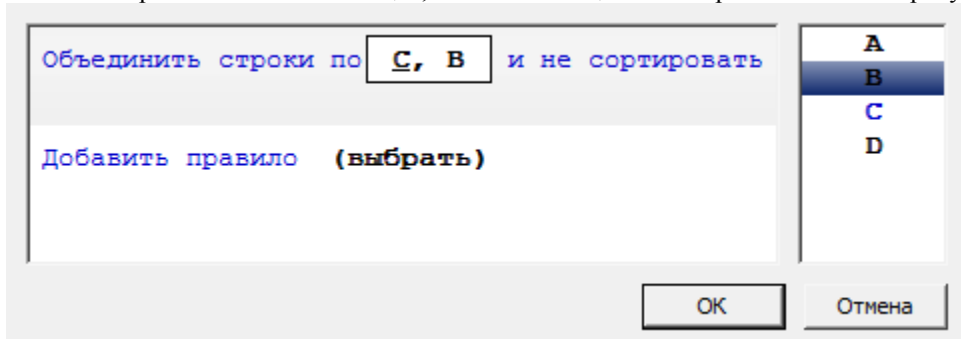 Объединить строки по C, B и не сортировать
Добавить правило (выбрать)
A
B
C
D
OK
Отмена